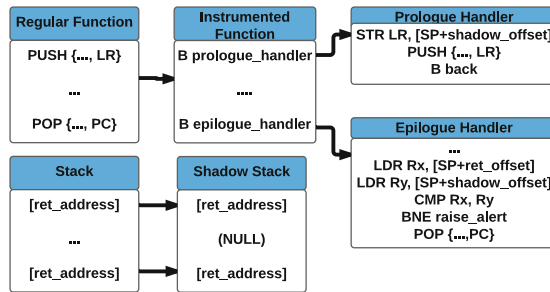 Regular Function
PUSH {..., LR}
...
POP {..., PC}
Instrumented
Function
B prologue_handler
....
B epilogue_handler
Prologue Handler
STR LR, [SP+shadow_offset]
PUSH {..., LR}
B back
Epilogue Handler
...
LDR Rx, [SP+ret_offset]
LDR Ry, [SP+shadow_offset]
CMP Rx, Ry
BNE raise_alert
POP {...,PC}
Stack
[ret_address]
...
[ret_address]
Shadow Stack
[ret_address]
(NULL)
[ret_address]